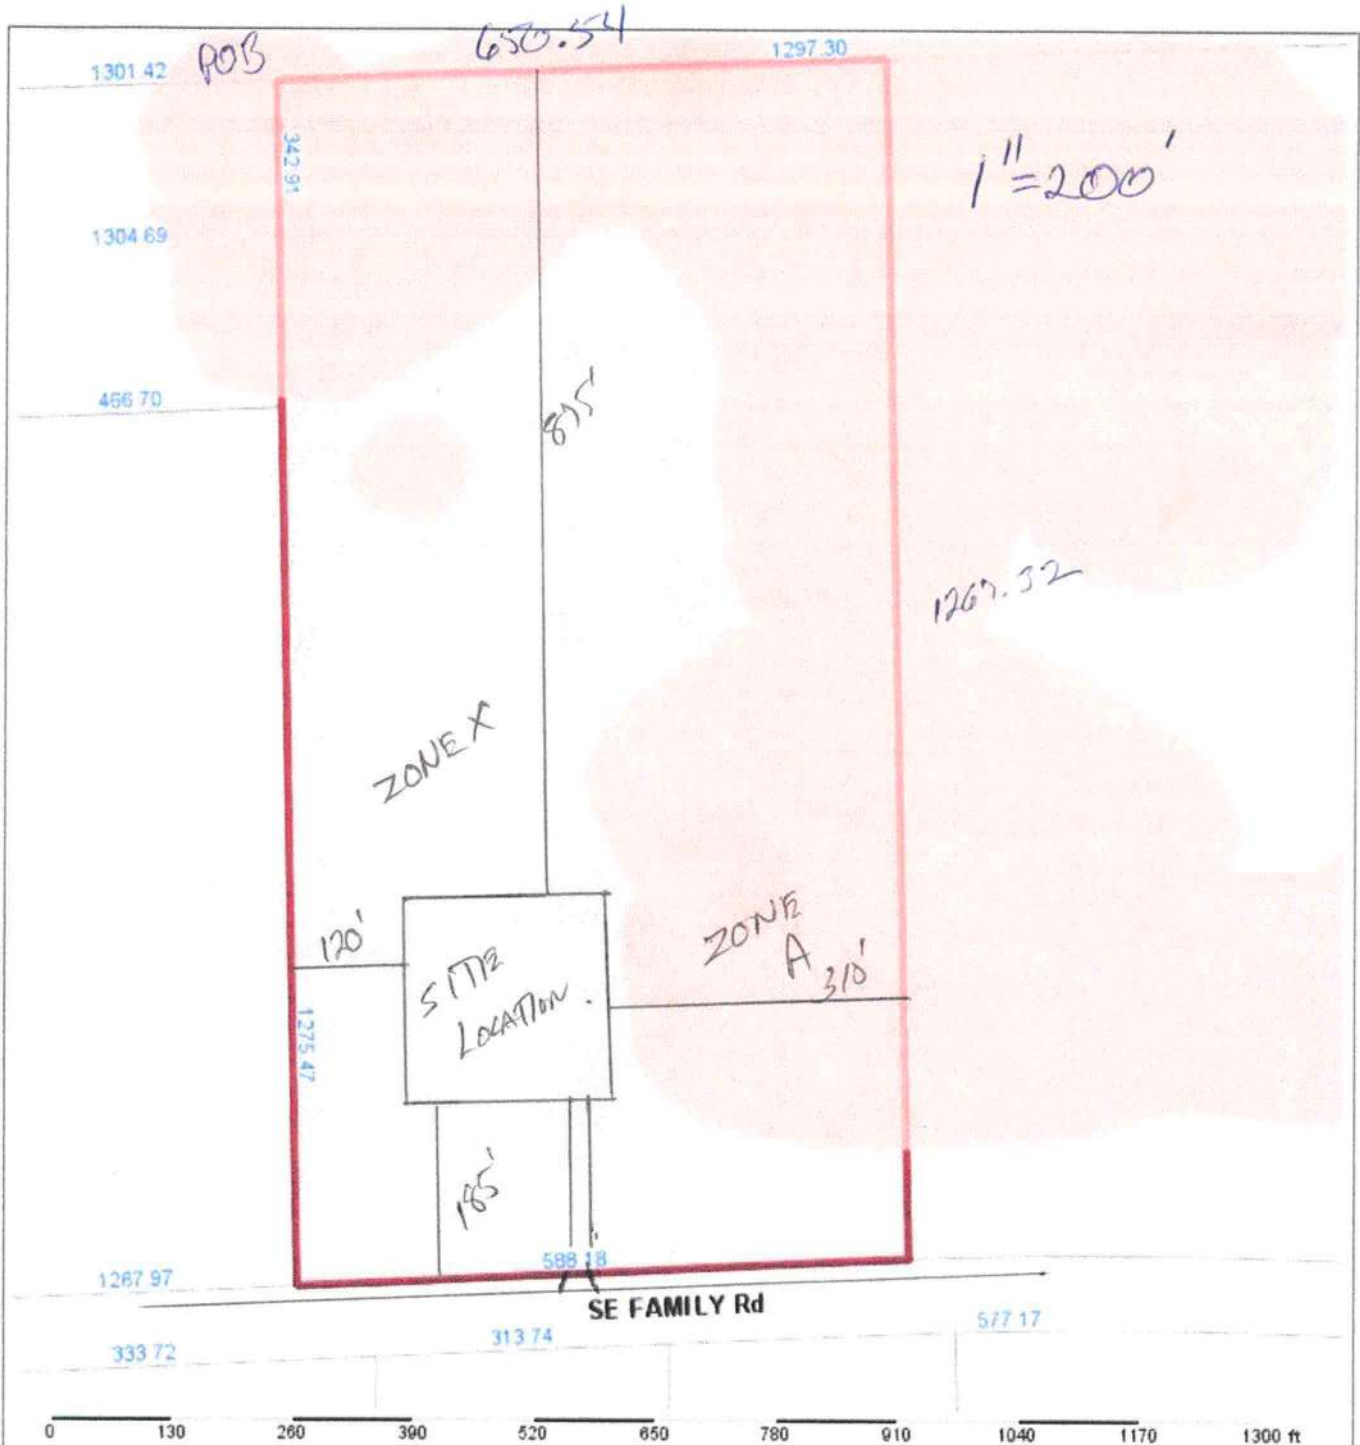 POB
650.54
1297.30
1301.42
342.91
1"=200'
1304.69
466.70
875'
1267.32
ZONE X
ZONE
A
310'
120'
SITE
LOCATION.
1275.47
185'
588.18
1267.97
SE FAMILY Rd
577.17
313.74
333.72
0 130 260 390 520 650 780 910 1040 1170 1300 ft